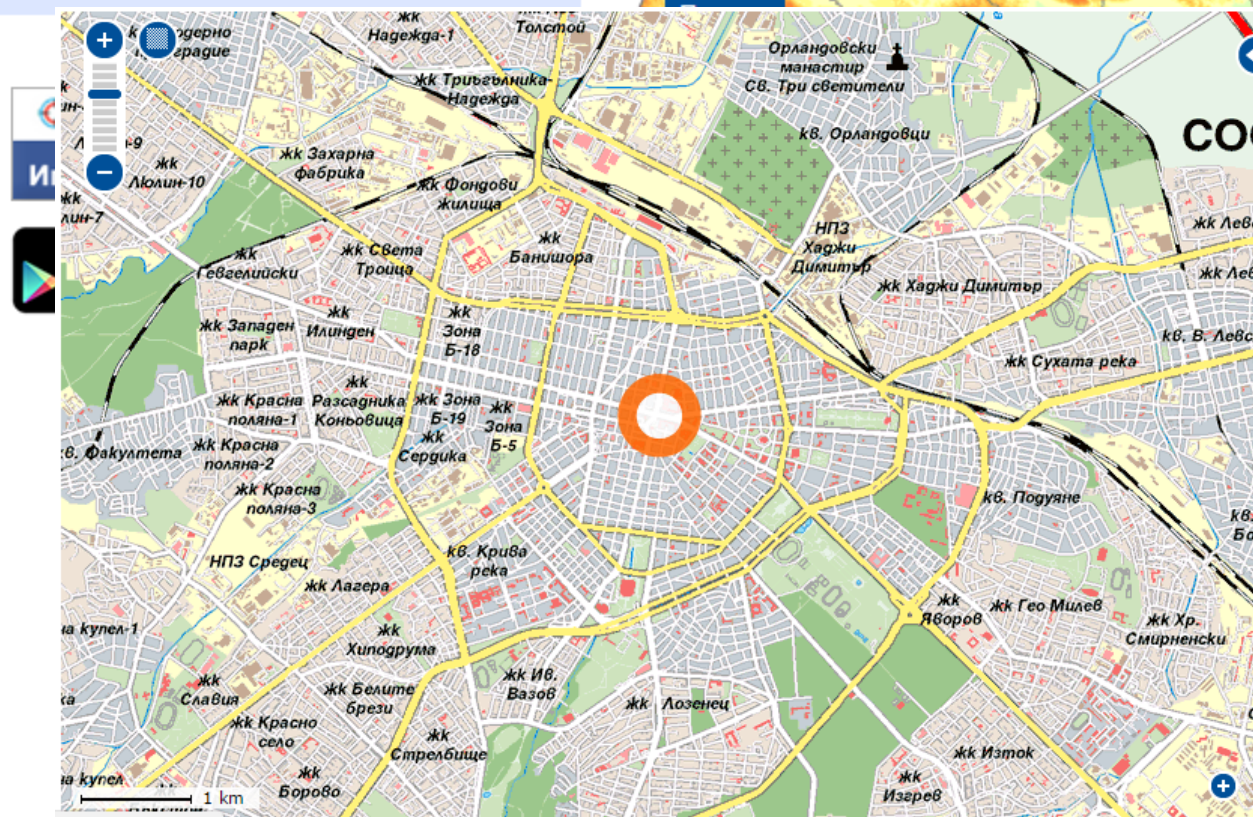 жк
Надежда-1
Толстой
жк Триъгълника-
Надежда
Орландовски
манастир
Св. Три светители
кв. Орландовци
жк Захарна
фабрика
жк
Люлин-10
жк Фондови
жилища
НПЗ
Хаджи
Димитър
жк
Гевгелийски
жк Света
Троица
жк
Банишора
жк Хаджи Димитър
жк Западен
парк
жк
Илинден
жк
Зона
Б-18
жк Сухата река
жк Красна
поляна-1
жк
Разсадника
Коньовица
жк Зона
Б-19
жк
Зона
Б-5
жк
Сердика
жк Красна
поляна-2
жк Красна
поляна-3
кв. Подуяне
НПЗ Средец
кв. Крива
река
жк Лагера
жк
Яворов
жк Гео Милев
жк Хр.
Смирненски
жк
Хиподрума
жк
Славия
жк Белите
брези
жк Ив.
Вазов
жк Лозенец
жк Красно
село
жк
Стрелбище
жк Изток
жк
Борово
жк
Изгрев
1 km